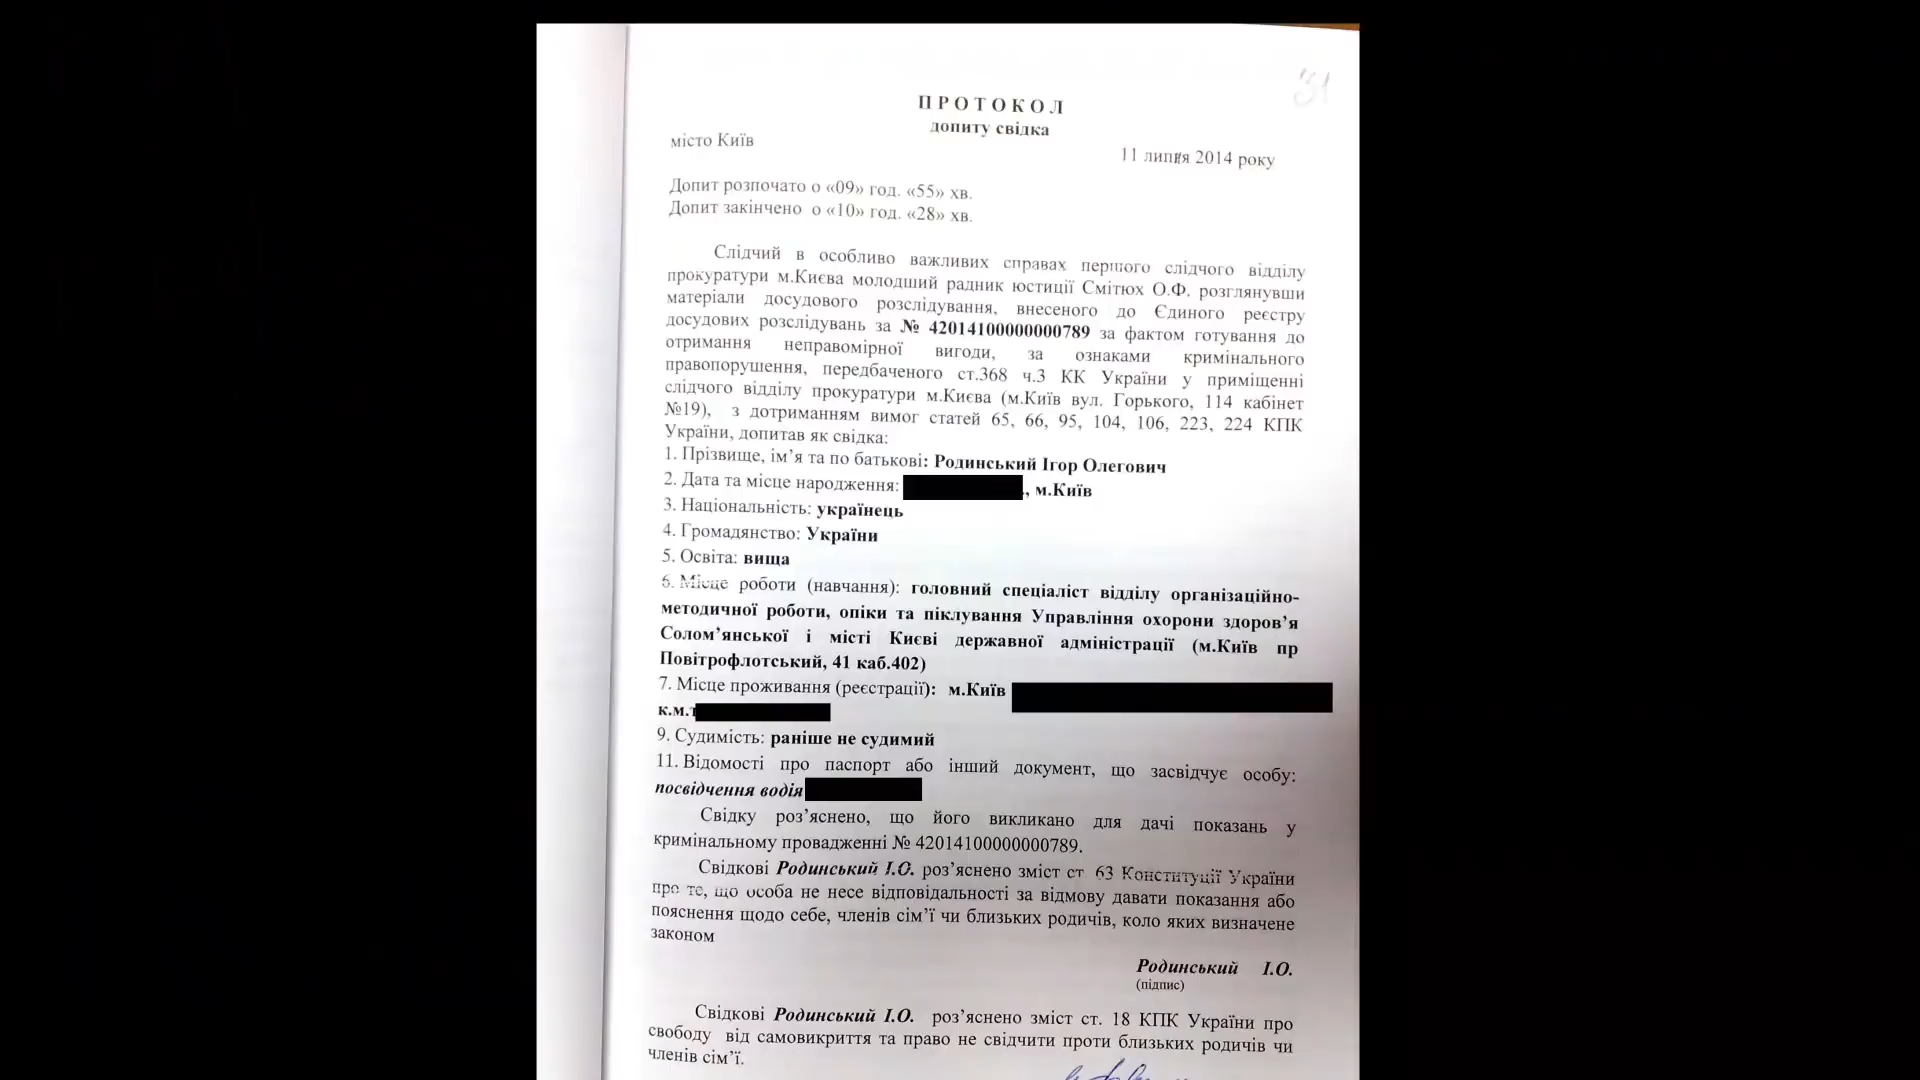 31
ПРОТОКОЛ
допиту свідка
місто Київ
11 липня 2014 року
Допит розпочато о «09» год. «55» хв.
Допит закінчено о «10» год. «28» хв.
Слідчий в особливо важливих справах першого слідчого відділу
прокуратури м.Києва молодший радник юстиції Смітюх О.Ф. розглянувши
матеріали досудового розслідування, внесеного до Єдиного реєстру
досудових розслідувань за № 42014100000000789 за фактом готування до
отримання неправомірної вигоди, за ознаками кримінального
правопорушення, передбаченого ст.368 ч.3 КК України у приміщенні
слідчого відділу прокуратури м.Києва (м.Київ вул. Горького, 114 кабінет
№19), з дотриманням вимог статей 65, 66, 95, 104, 106, 223, 224 КПК
України, допитав як свідка:
1. Прізвище, ім’я та по батькові: Родинський Ігор Олегович
2. Дата та місце народження: , м.Київ
3. Національність: українець
4. Громадянство: України
5. Освіта: вища
6. Місце роботи (навчання): головний спеціаліст відділу організаційно-
методичної роботи, опіки та піклування Управління охорони здоров’я
Солом’янської і місті Києві державної адміністрації (м.Київ пр
Повітрофлотський, 41 каб.402)
7. Місце проживання (реєстрації): м.Київ
к.м.т
9. Судимість: раніше не судимий
11. Відомості про паспорт або інший документ, що засвідчує особу:
посвідчення водія
Свідку роз’яснено, що його викликано для дачі показань у
кримінальному провадженні № 42014100000000789.
Свідкові Родинський І.О. роз’яснено зміст ст 63 Конституції України
про те, що особа не несе відповідальності за відмову давати показання або
пояснення щодо себе, членів сім’ї чи близьких родичів, коло яких визначене
законом
Родинський І.О.
(підпис)
Свідкові Родинський І.О. роз’яснено зміст ст. 18 КПК України про
свободу від самовикриття та право не свідчити проти близьких родичів чи
членів сім’ї.